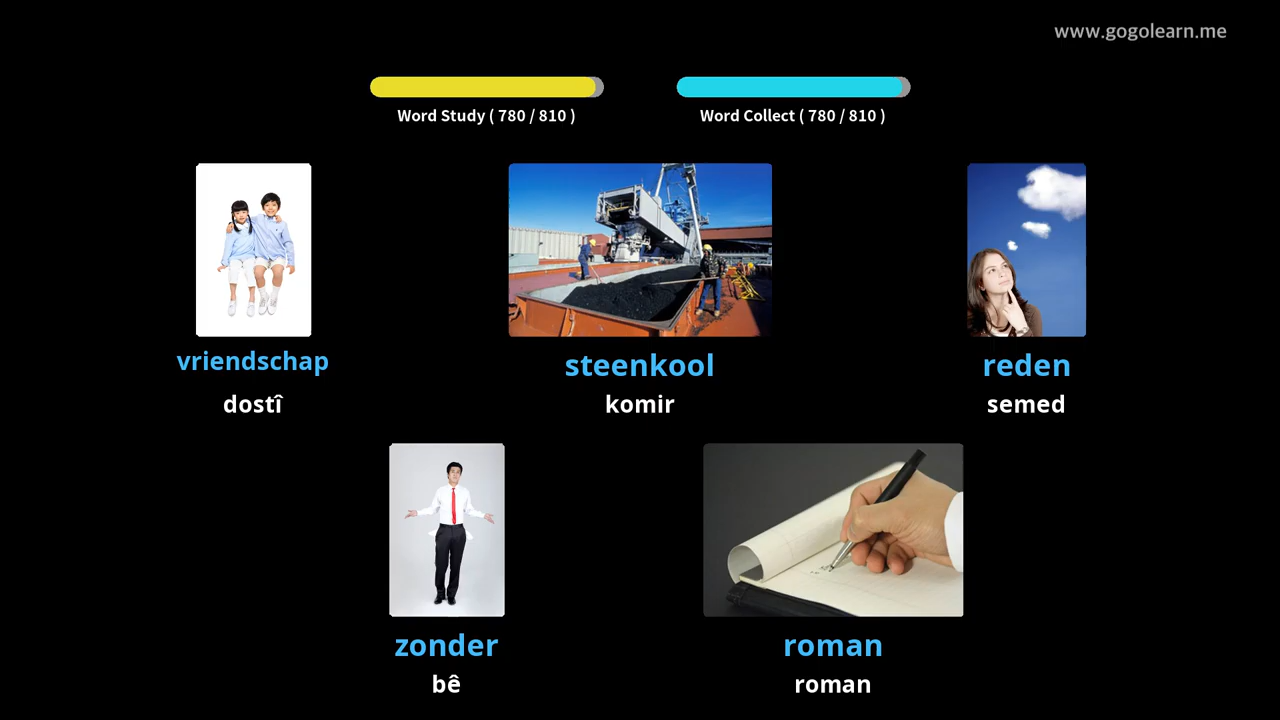 www.gogolearn.me
Word Study ( 780 / 810 )
Word Collect ( 780 / 810 )
vriendschap
dostî
steenkool
komir
reden
semed
zonder
bê
roman
roman